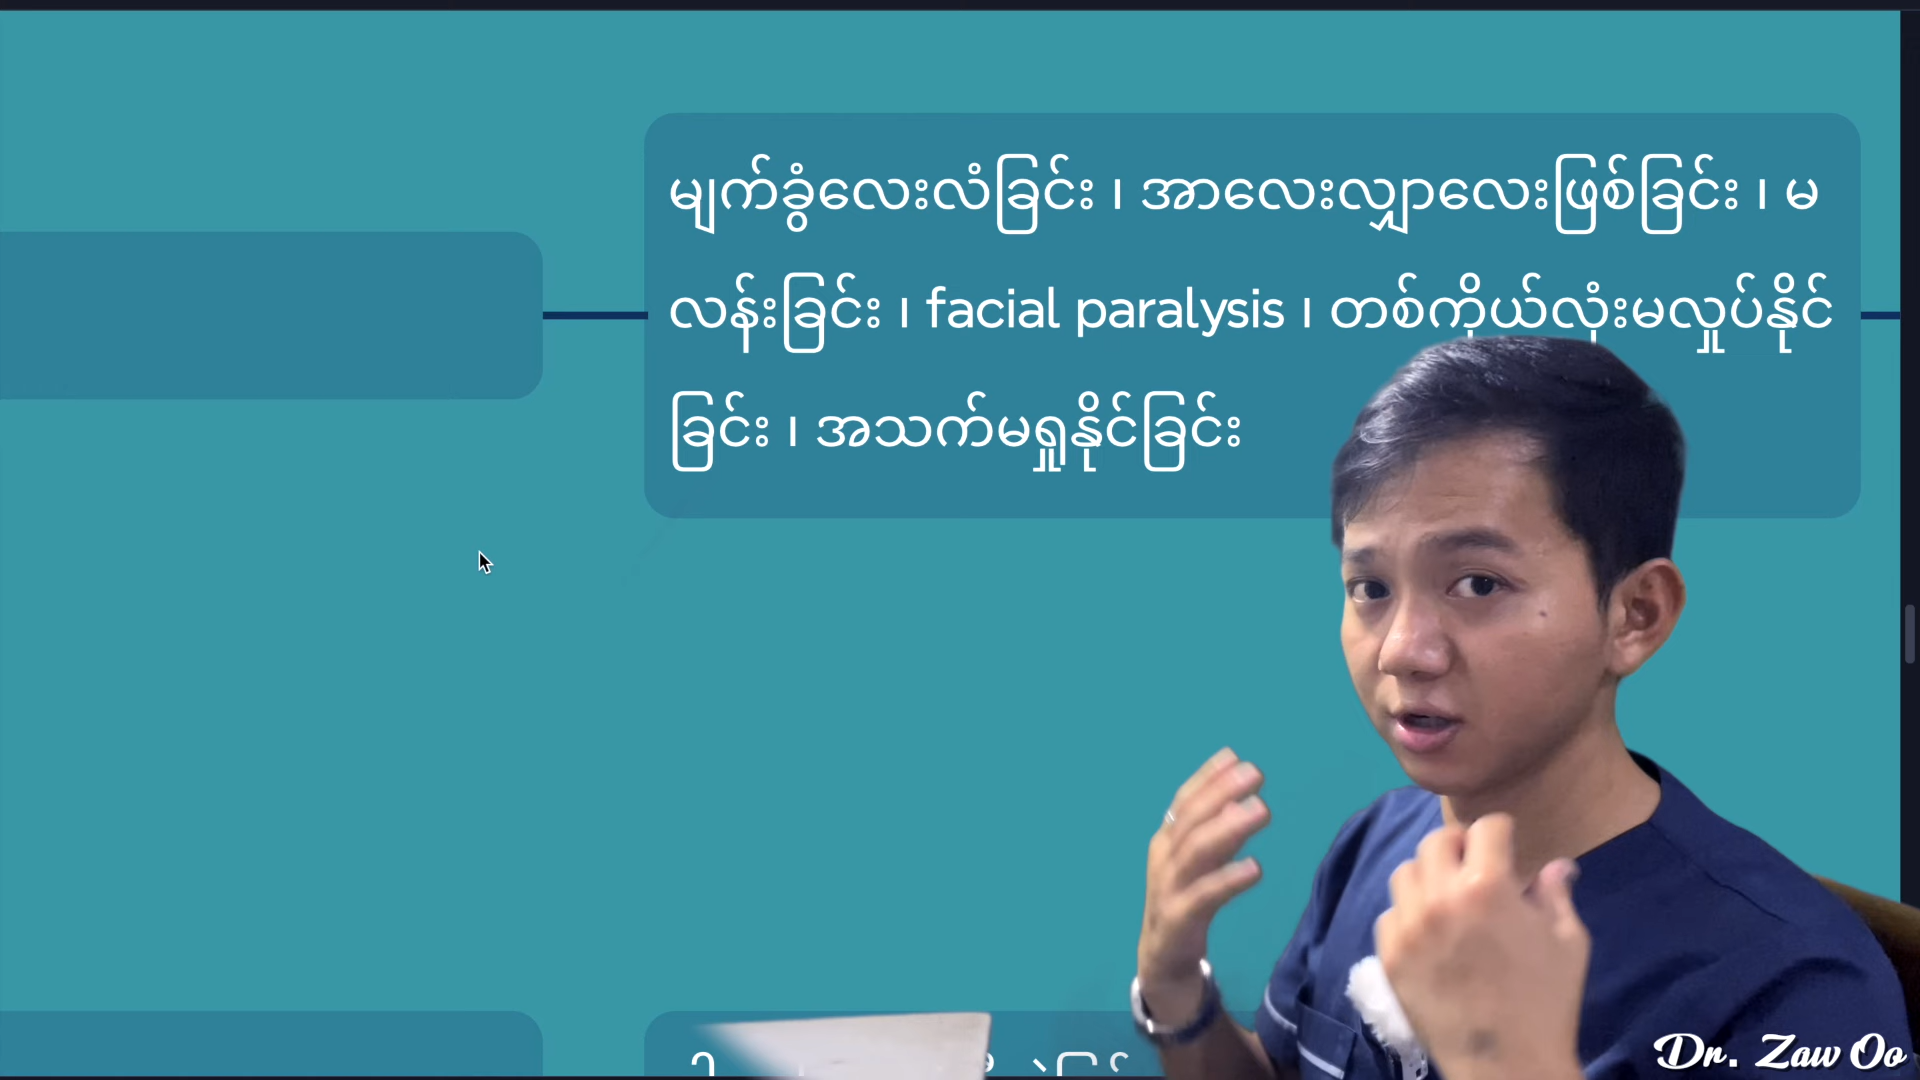 မျက်ခွံလေးလံခြင်း ၊ အာလေးလျှာလေးဖြစ်ခြင်း ၊ မ
လန်းခြင်း ၊ facial paralysis ၊ တစ်ကိုယ်လုံးမလှုပ်နိုင်
ခြင်း ၊ အသက်မရှူနိုင်ခြင်း
Dr. Zaw Oo